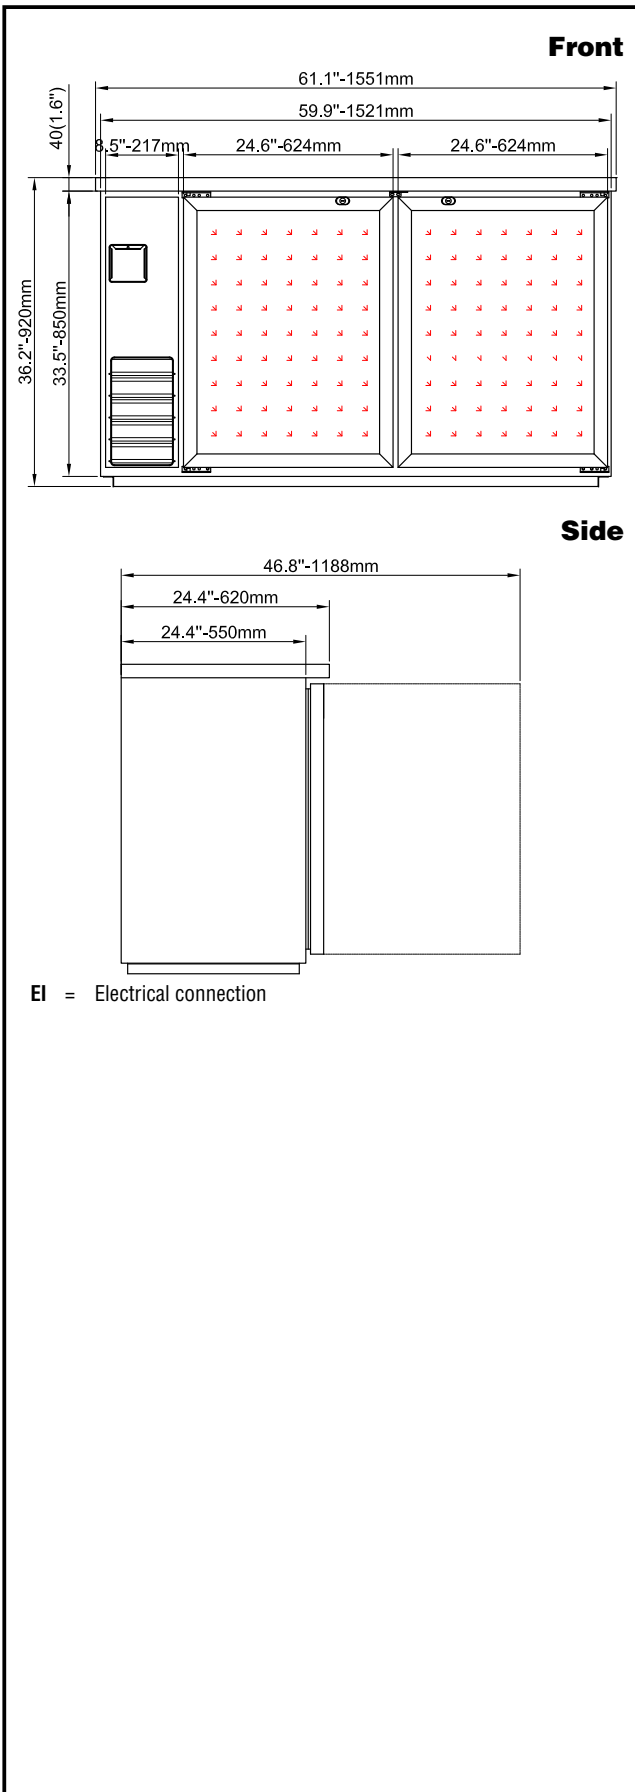 Front
61.1"-1551mm
59.9"-1521mm
40(1.6")
8.5"-217mm 24.6"-624mm 24.6"-624mm
36.2"-920mm
33.5"-850mm
Side
46.8"-1188mm
24.4"-620mm
24.4"-550mm
El = Electrical connection